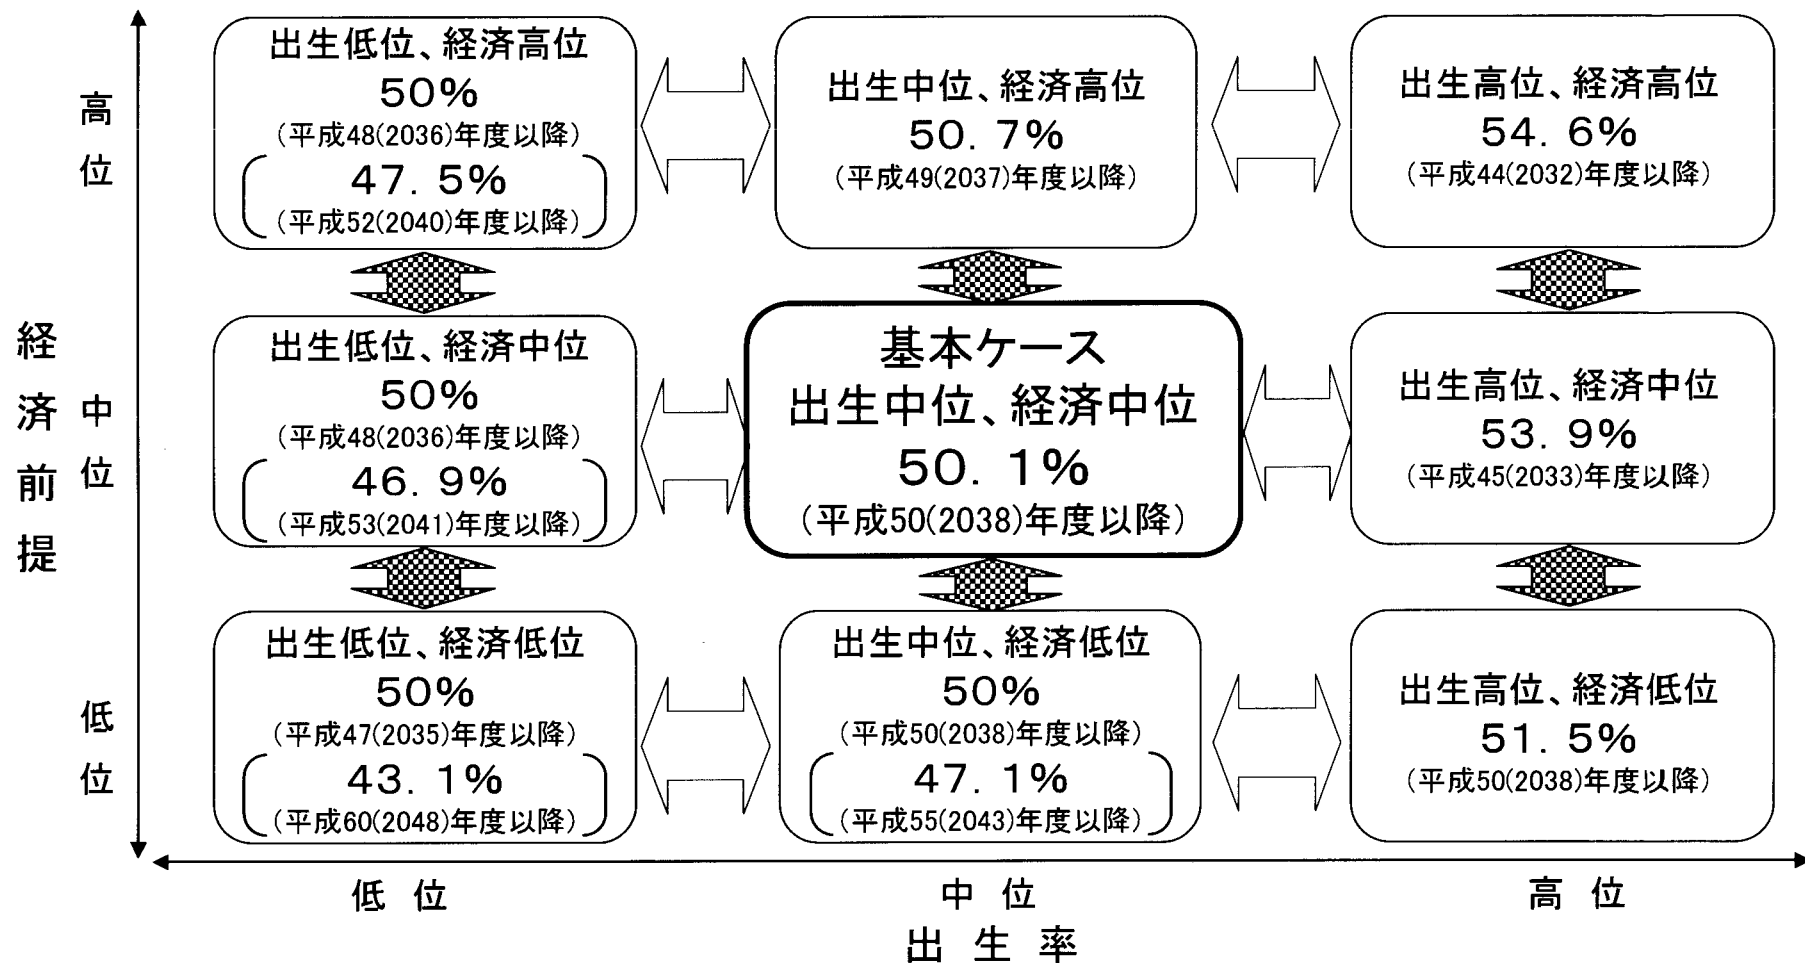 経済前提
高位
中位
低位
出生低位、経済高位
50%
(平成48(2036)年度以降)
47.5%
(平成52(2040)年度以降)
出生中位、経済高位
50.7%
(平成49(2037)年度以降)
出生高位、経済高位
54.6%
(平成44(2032)年度以降)
出生低位、経済中位
50%
(平成48(2036)年度以降)
46.9%
(平成53(2041)年度以降)
基本ケース
出生中位、経済中位
50.1%
(平成50(2038)年度以降)
出生高位、経済中位
53.9%
(平成45(2033)年度以降)
出生低位、経済低位
50%
(平成47(2035)年度以降)
43.1%
(平成60(2048)年度以降)
出生中位、経済低位
50%
(平成50(2038)年度以降)
47.1%
(平成55(2043)年度以降)
出生高位、経済低位
51.5%
(平成50(2038)年度以降)
低位
中位
高位
出生率